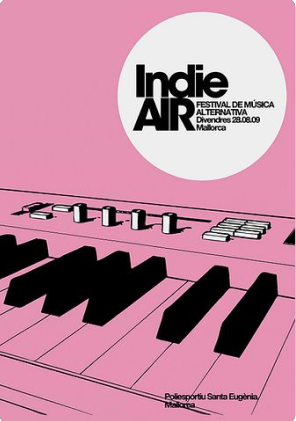 Indie
AIR
FESTIVAL DE MÚSICA
ALTERNATIVA
Divendres 28.08.09
Mallorca
Poliesportiu Santa Eugènia,
Mallorca